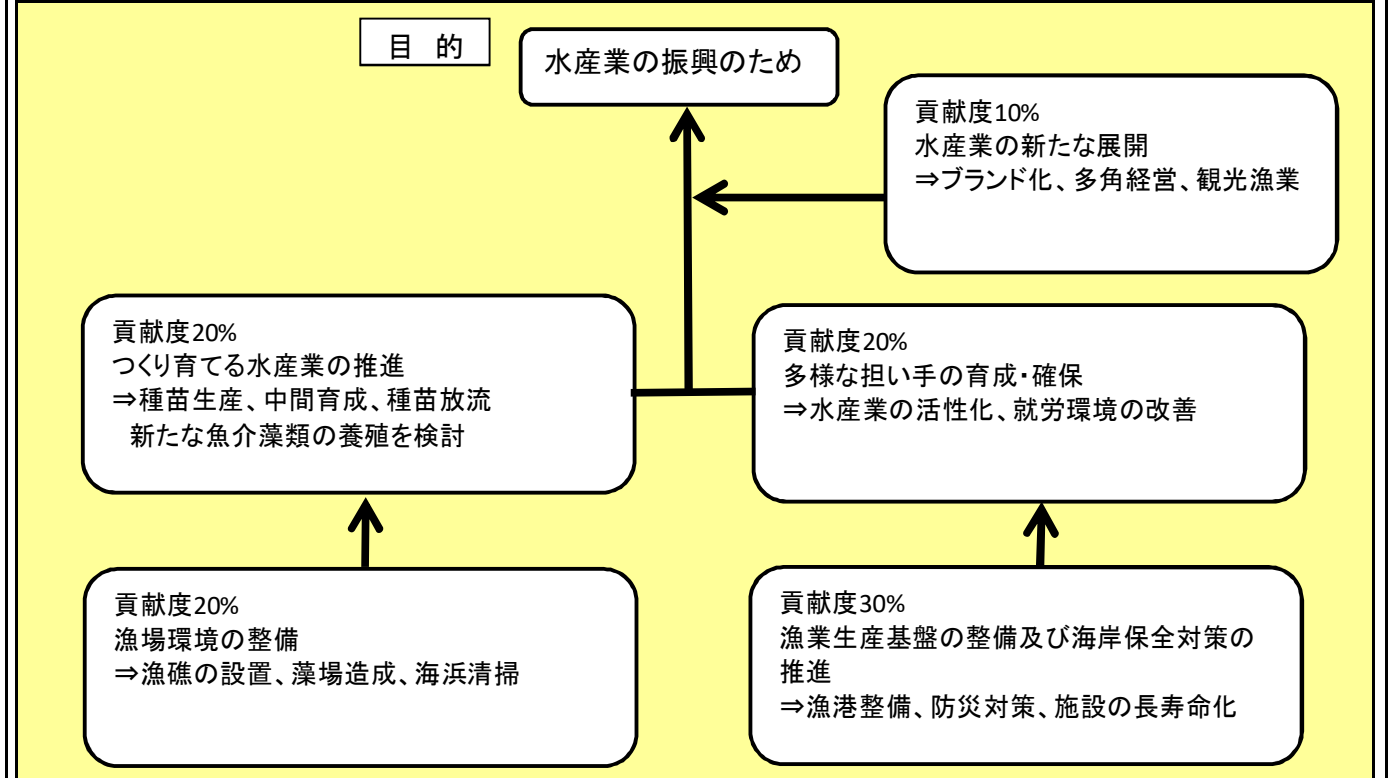 目 的
水産業の振興のため
貢献度10%
水産業の新たな展開
⇒ブランド化、多角経営、観光漁業
貢献度20%
つくり育てる水産業の推進
⇒種苗生産、中間育成、種苗放流
新たな魚介藻類の養殖を検討
貢献度20%
多様な担い手の育成・確保
⇒水産業の活性化、就労環境の改善
貢献度20%
漁場環境の整備
⇒漁礁の設置、藻場造成、海浜清掃
貢献度30%
漁業生産基盤の整備及び海岸保全対策の
推進
⇒漁港整備、防災対策、施設の長寿命化